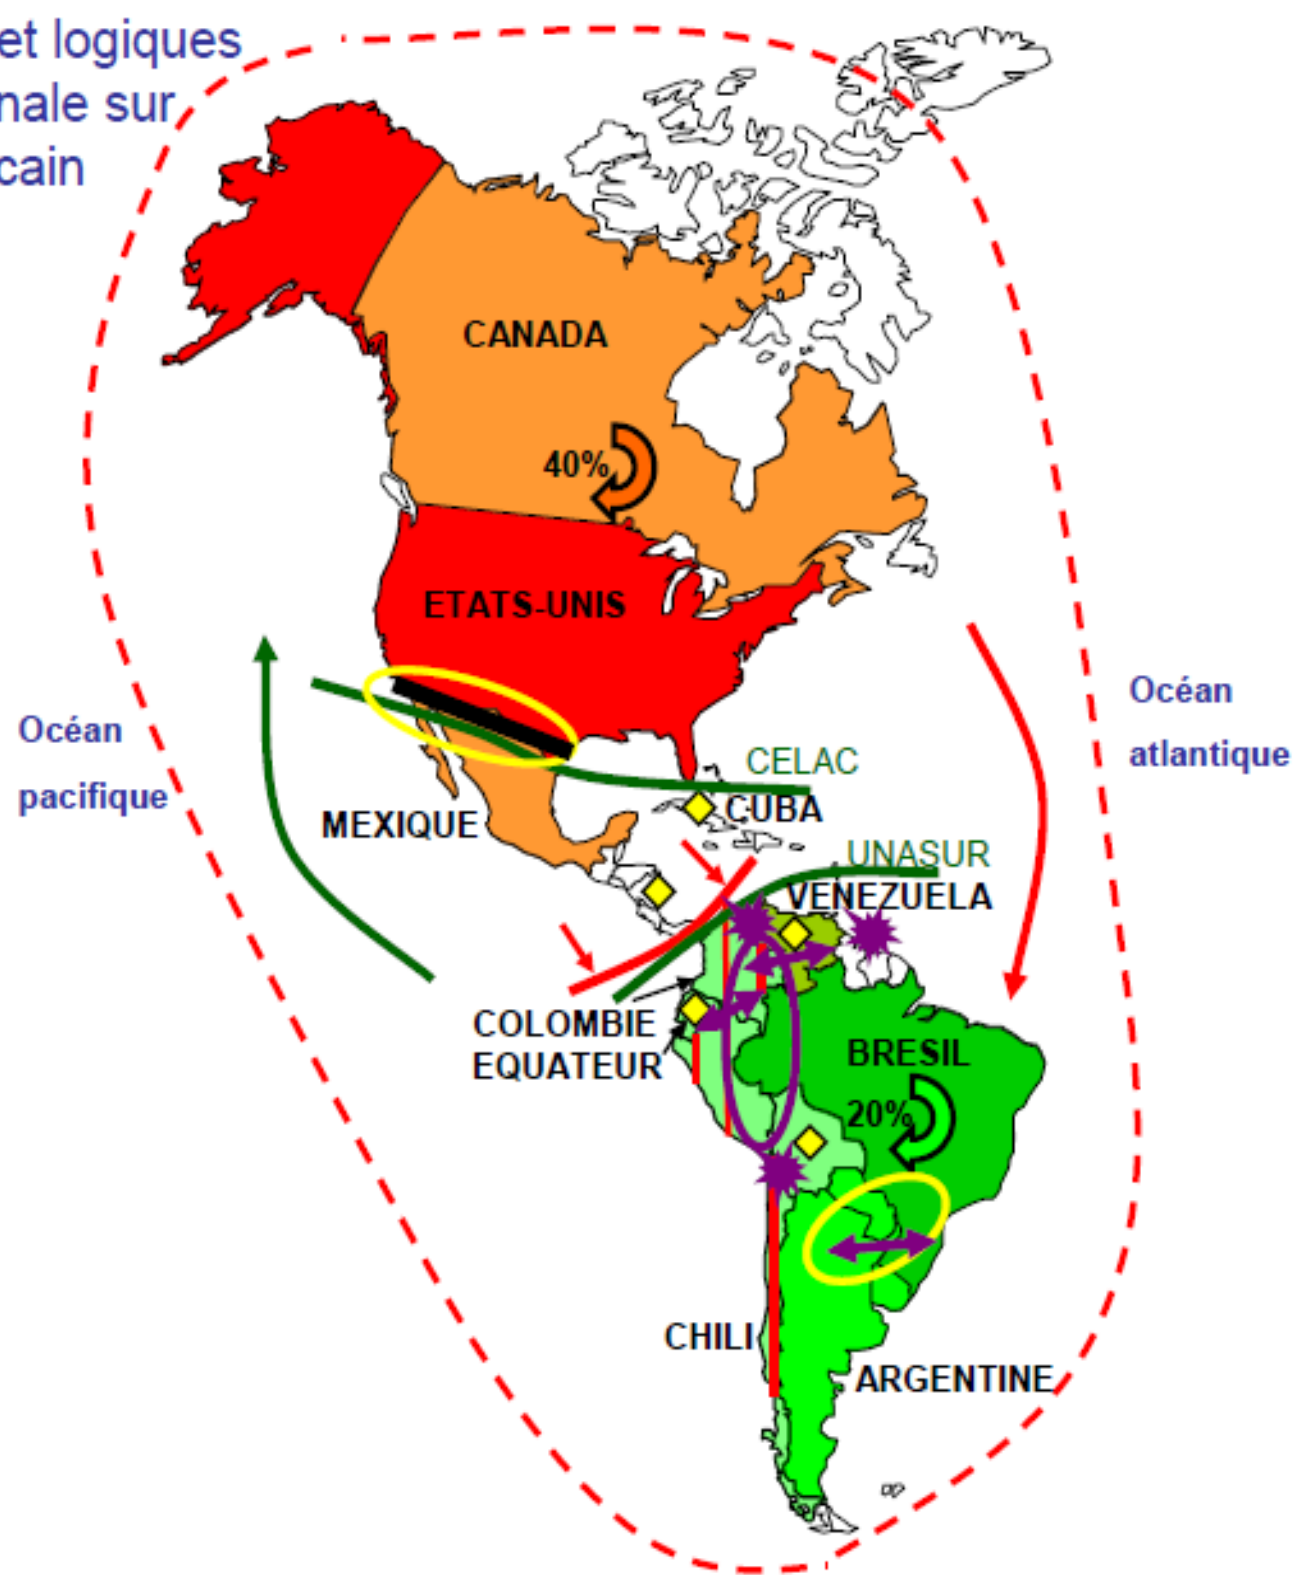 et logiques
nale sur
cain
CANADA
40%
ETATS-UNIS
Océan
pacifique
Océan
atlantique
CELAC
CUBA
MEXIQUE
UNASUR
VENEZUELA
COLOMBIE
EQUATEUR
BRESIL
20%
CHILI
ARGENTINE